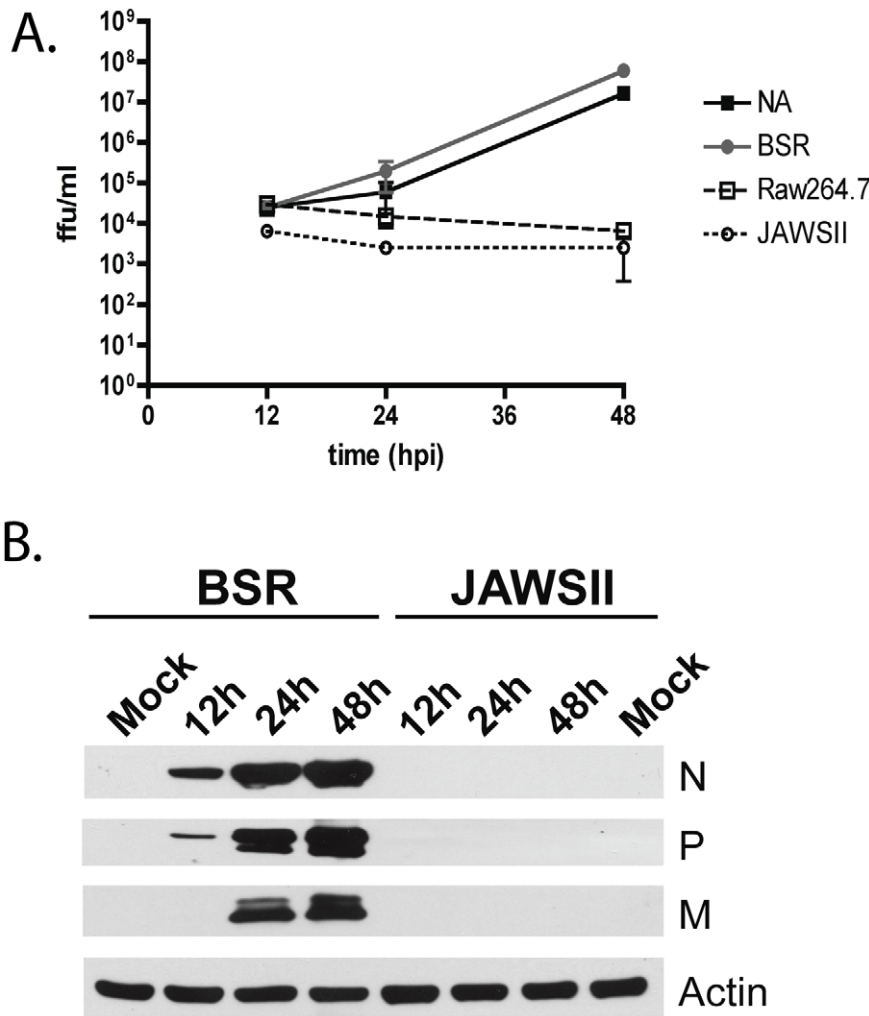 A.
10⁹
10⁸
10⁷
10⁶
10⁵
10⁴
10³
10²
10¹
10⁰
ffu/ml
0 12 24 36 48
time (hpi)
NA
BSR
Raw264.7
JAWSII
B.
BSR JAWSII
Mock 12h 24h 48h 12h 24h 48h Mock
N
P
M
Actin